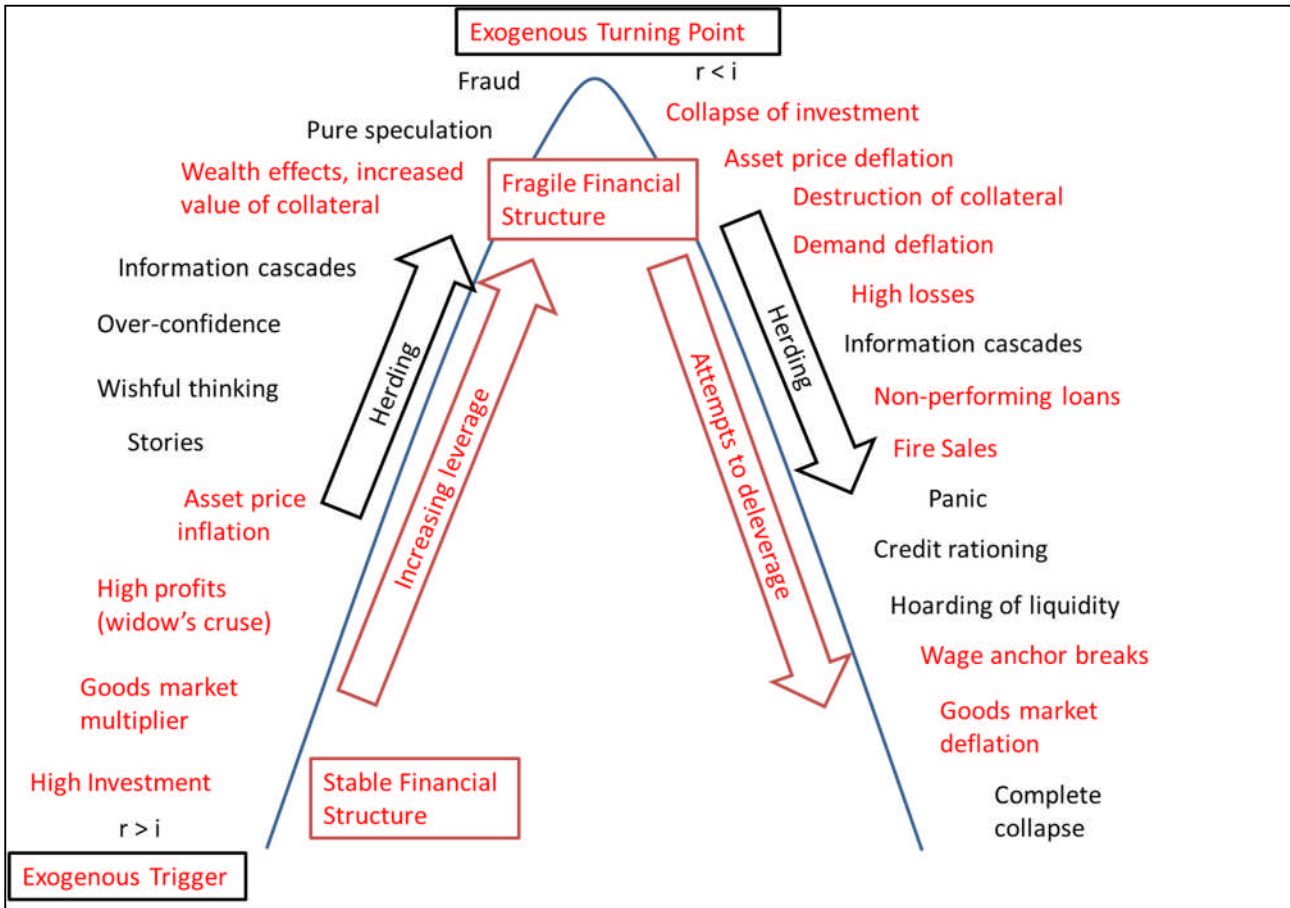 Exogenous Turning Point
Fraud
r < i
Pure speculation
Collapse of investment
Wealth effects, increased
value of collateral
Fragile Financial
Structure
Asset price deflation
Destruction of collateral
Demand deflation
Information cascades
High losses
Over-confidence
Information cascades
Wishful thinking
Non-performing loans
Stories
Fire Sales
Herding
Increasing leverage
Attempts to deleverage
Herding
Asset price
inflation
Panic
Credit rationing
High profits
(widow's cruse)
Hoarding of liquidity
Wage anchor breaks
Goods market
multiplier
Goods market
deflation
High Investment
Stable Financial
Structure
Complete
collapse
r > i
Exogenous Trigger